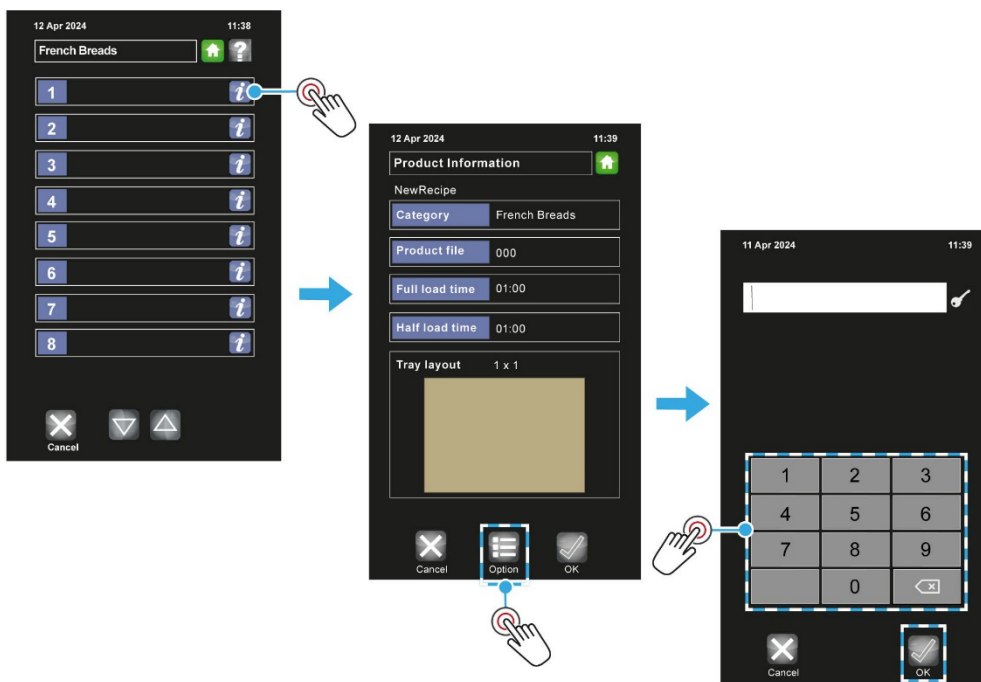 12 Apr 2024 11:38
French Breads ?
1 i
2 i
3 i
4 i
5 i
6 i
7 i
8 i
Cancel
12 Apr 2024 11:39
Product Information
NewRecipe
Category French Breads
Product file 000
Full load time 01:00
Half load time 01:00
Tray layout 1 x 1
Cancel Option OK
11 Apr 2024 11:39
1 2 3
4 5 6
7 8 9
0
Cancel OK